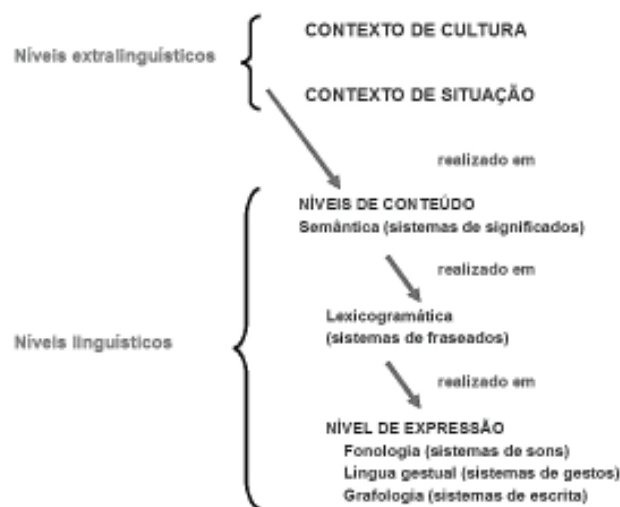 CONTEXTO DE CULTURA
Níveis extralinguísticos
CONTEXTO DE SITUAÇÃO
realizado em
NÍVEIS DE CONTEÚDO
Semântica (sistemas de significados)
realizado em
Lexicogramática
(sistemas de fraseados)
Níveis linguísticos
realizado em
NÍVEL DE EXPRESSÃO
Fonologia (sistemas de sons)
Língua gestual (sistemas de gestos)
Grafologia (sistemas de escrita)